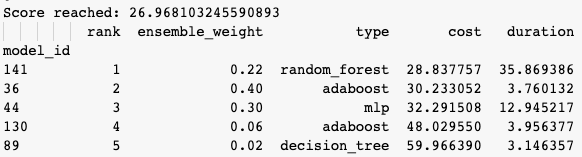 Score reached: 26.968103245590893
rank ensemble_weight type cost duration
model_id
141 1 0.22 random_forest 28.837757 35.869386
36 2 0.40 adaboost 30.233052 3.760132
44 3 0.30 mlp 32.291508 12.945217
130 4 0.06 adaboost 48.029550 3.956377
89 5 0.02 decision_tree 59.966390 3.146357